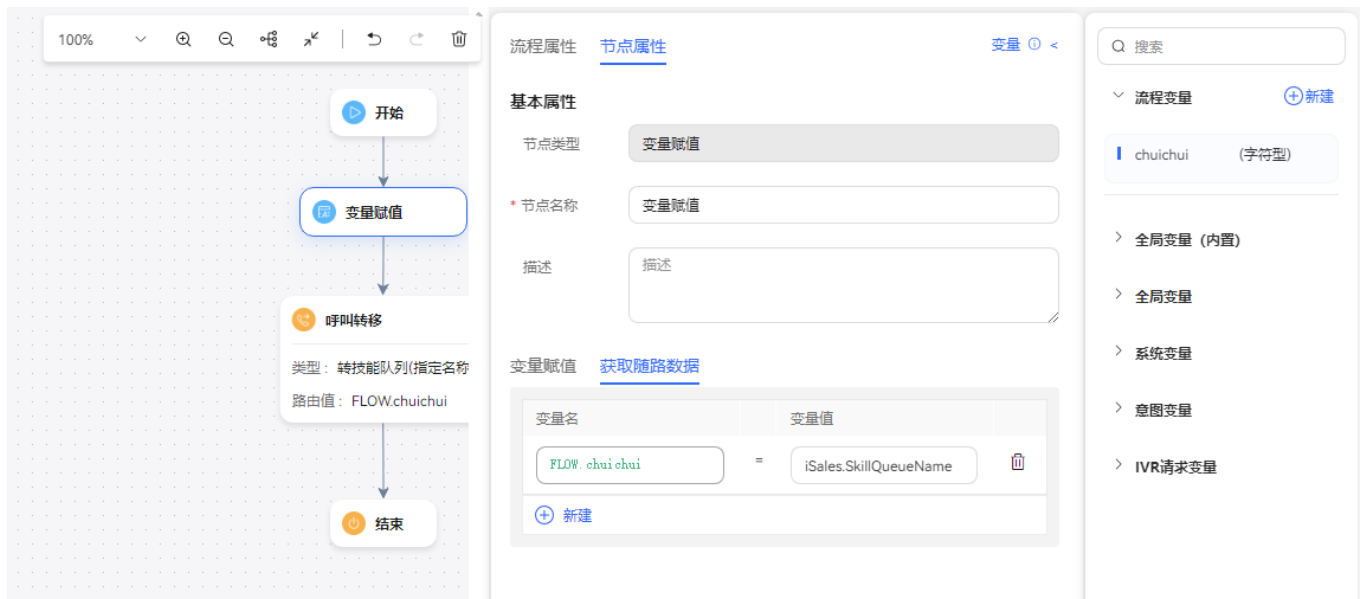 100%
开始
变量赋值
呼叫转移
类型： 转技能队列(指定名称
路由值： FLOW.chuichui
结束
流程属性 节点属性 变量 <
基本属性
节点类型 变量赋值
* 节点名称 变量赋值
描述 描述
变量赋值 获取随路数据
变量名 变量值
FLOW.chuichui = iSales.SkillQueueName
新建
搜索
流程变量 新建
chuichui (字符型)
全局变量（内置）
全局变量
系统变量
意图变量
IVR请求变量